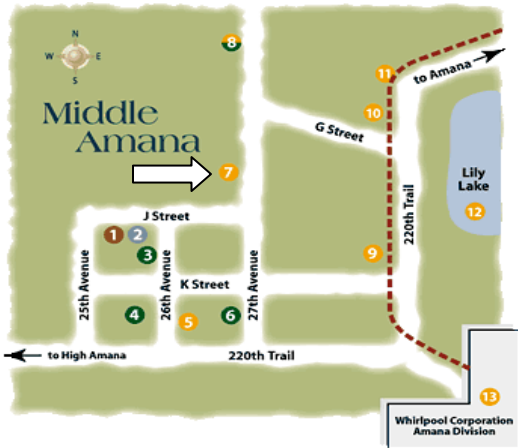 N
W
E
S
8
11
to Amana
10
Middle
Amana
G Street
7
Lily
Lake
12
J Street
1
2
3
220th Trail
9
25th Avenue
26th Avenue
27th Avenue
K Street
4
5
6
to High Amana
220th Trail
13
Whirlpool Corporation
Amana Division